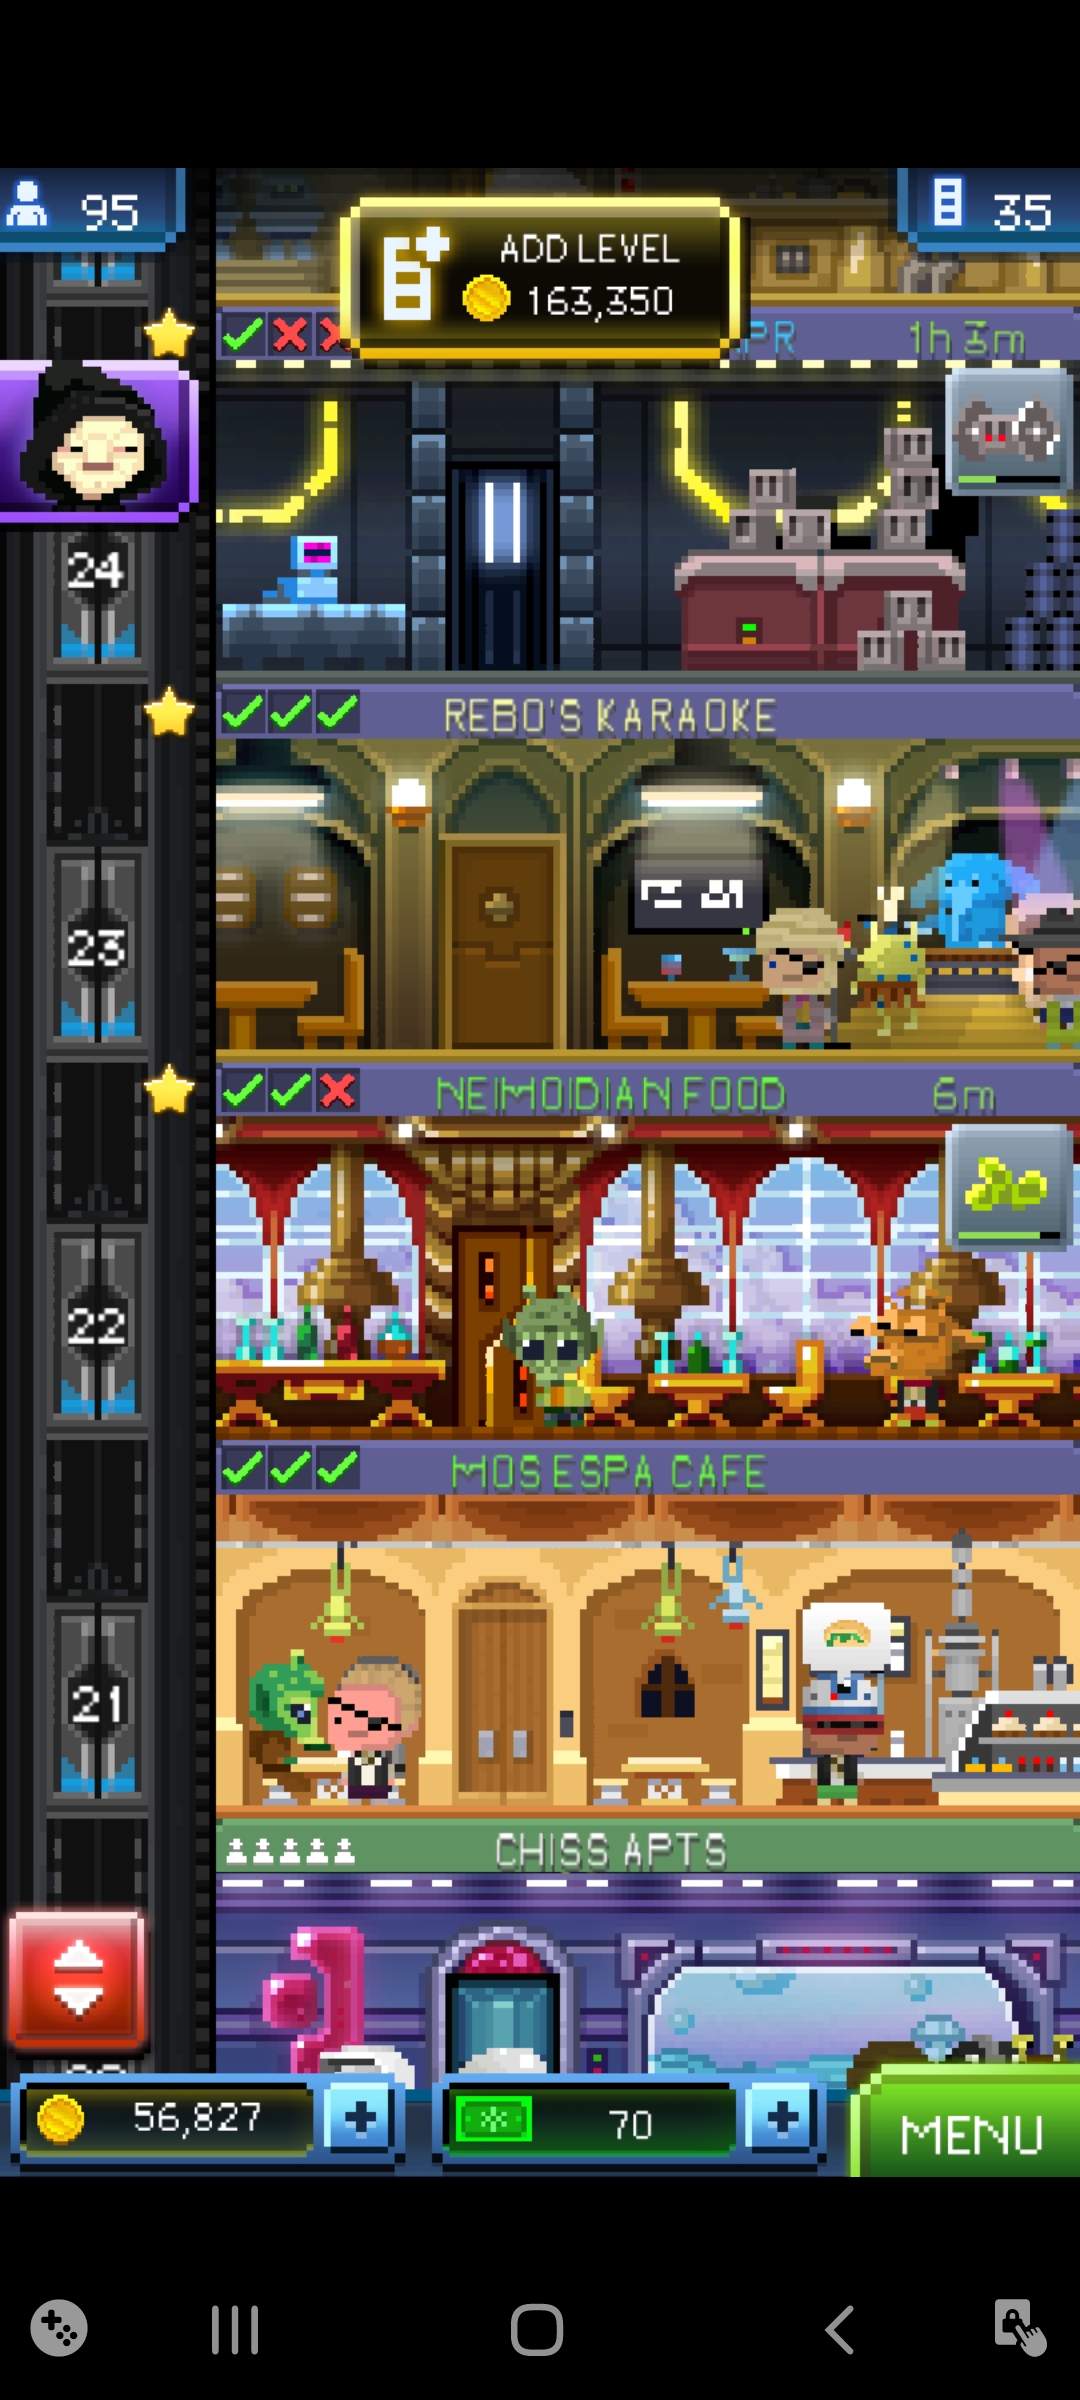 95
ADD LEVEL
163,350
35
PR
1h 3m
24
REBO'S KARAOKE
23
NEIMOIDIAN FOOD
6m
22
MOS ESPA CAFE
21
CHISS APTS
56,827
70
MENU